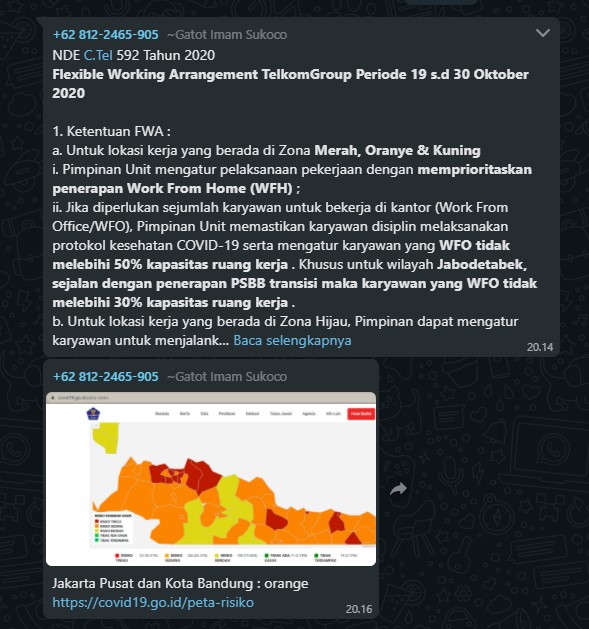 +62 812-2465-905 ~Gatot Imam Sukoco
NDE C.Tel 592 Tahun 2020
Flexible Working Arrangement TelkomGroup Periode 19 s.d 30 Oktober
2020
1. Ketentuan FWA :
a. Untuk lokasi kerja yang berada di Zona Merah, Oranye & Kuning
i. Pimpinan Unit mengatur pelaksanaan pekerjaan dengan memprioritaskan
penerapan Work From Home (WFH) ;
ii. Jika diperlukan sejumlah karyawan untuk bekerja di kantor (Work From
Office/WFO), Pimpinan Unit memastikan karyawan disiplin melaksanakan
protokol kesehatan COVID-19 serta mengatur karyawan yang WFO tidak
melebihi 50% kapasitas ruang kerja . Khusus untuk wilayah Jabodetabek,
sejalan dengan penerapan PSBB transisi maka karyawan yang WFO tidak
melebihi 30% kapasitas ruang kerja .
b. Untuk lokasi kerja yang berada di Zona Hijau, Pimpinan dapat mengatur
karyawan untuk menjalank... Baca selengkapnya
20.14
+62 812-2465-905 ~Gatot Imam Sukoco
Jakarta Pusat dan Kota Bandung : orange
https://covid19.go.id/peta-risiko
20.16